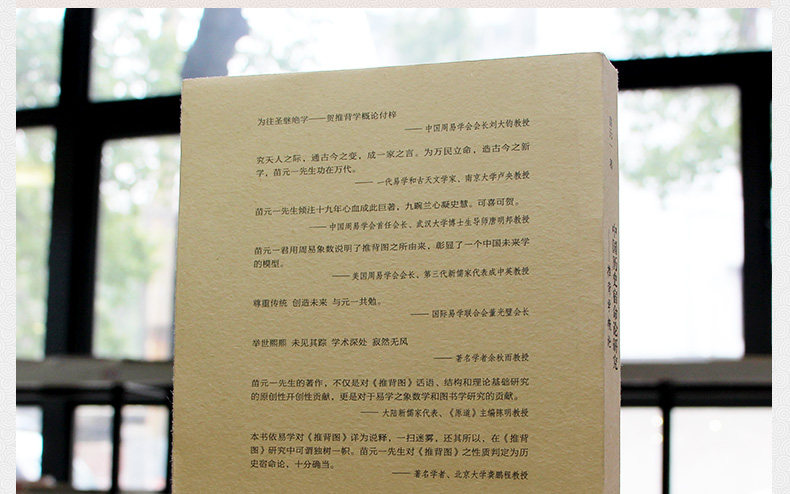 为往圣继绝学——贺推背学概论付梓
—— 中国周易学会会长刘大钧教授
究天人之际，通古今之变，成一家之言。为万民立命，造古今之新
学，苗元一先生功在万代。
—— 一代易学和古天文学家、南京大学卢央教授
苗元一先生倾注十九年心血成此巨著，九畹兰心凝史慧。可喜可贺。
—— 中国周易学会首任会长、武汉大学博士生导师唐明邦教授
苗元一君用周易象数说明了推背图之所由来，彰显了一个中国未来学
的模型。
—— 美国周易学会会长、第三代新儒家代表成中英教授
尊重传统 创造未来 与元一共勉。
—— 国际易学联合会董光璧会长
举世熙熙 未见其踪 学术深处 寂然无风
—— 著名学者余秋雨教授
苗元一先生的著作，不仅是对《推背图》话语、结构和理论基础研究
的原创性开创性贡献，更是对于易学之象数学和图书学研究的贡献。
—— 大陆新儒家代表、《原道》主编陈明教授
本书依易学对《推背图》详为说释，一扫迷雾，还其所以，在《推背
图》研究中可谓独树一帜。苗元一先生对《推背图》之性质判定为历
史宿命论，十分确当。
—— 著名学者、北京大学龚鹏程教授